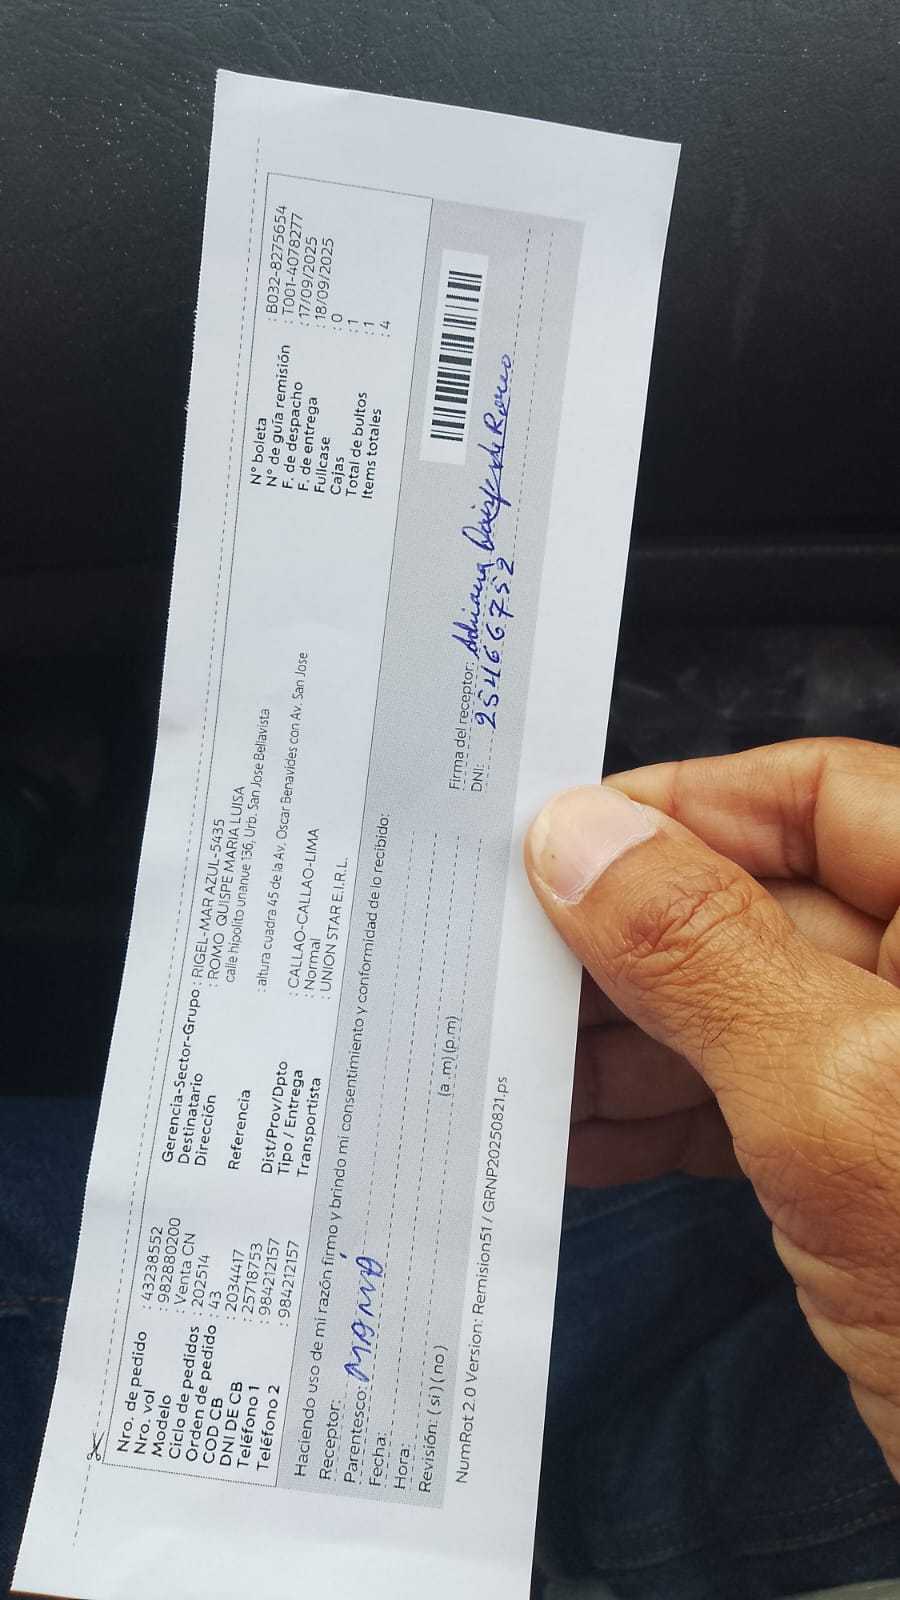 Nro. de pedido : 43238552
Nro. vol : 982880200
Modelo : Venta CN
Ciclo de pedidos : 202514
Orden de pedido : 43
COD CB : 2034417
DNI DE CB : 25718753
Teléfono 1 : 984212157
Teléfono 2 : 984212157
Gerencia-Sector-Grupo : RIGEL-MAR AZUL-5435
Destinatario : ROMO QUISPE MARIA LUISA
Dirección calle hipolito unanue 136, Urb. San Jose Bellavista
Referencia : altura cuadra 45 de la Av. Oscar Benavides con Av. San Jose
Dist/Prov/Dpto : CALLAO-CALLAO-LIMA
Tipo / Entrega : Normal
Transportista : UNION STAR E.I.R.L.
N° boleta : B032-8275654
N° de guía remisión : T001-4078277
F. de despacho : 17/09/2025
F. de entrega : 18/09/2025
Fullcase : 0
Cajas : 1
Total de bultos : 1
Items totales : 4
Haciendo uso de mi razón firmo y brindo mi consentimiento y conformidad de lo recibido:
Receptor:
Parentesco: MAMÁ
Fecha:
Hora: (a .m) (p.m)
Revisión: ( si ) ( no )
Firma del receptor: Adriana de Romo
DNI: 25466752
NumRot 2.0 Version: Remision51 / GRNP20250821.ps